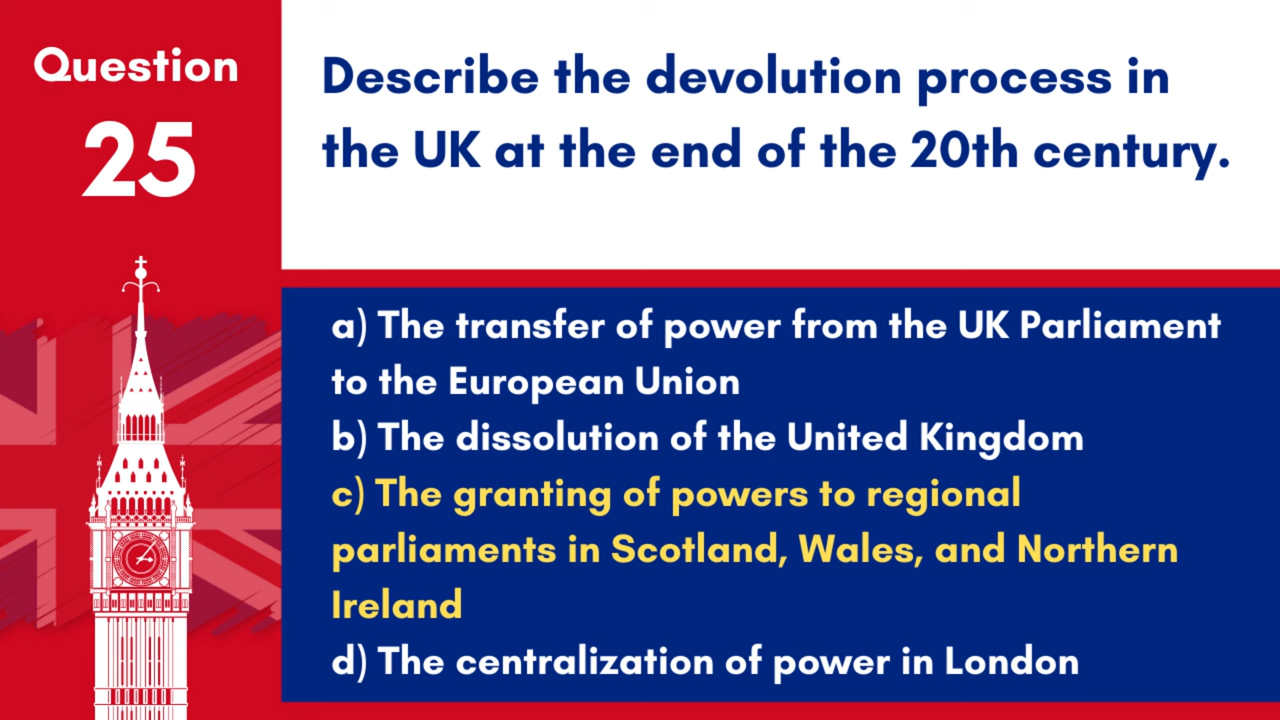 Question
25
Describe the devolution process in
the UK at the end of the 20th century.
a) The transfer of power from the UK Parliament
to the European Union
b) The dissolution of the United Kingdom
c) The granting of powers to regional
parliaments in Scotland, Wales, and Northern
Ireland
d) The centralization of power in London